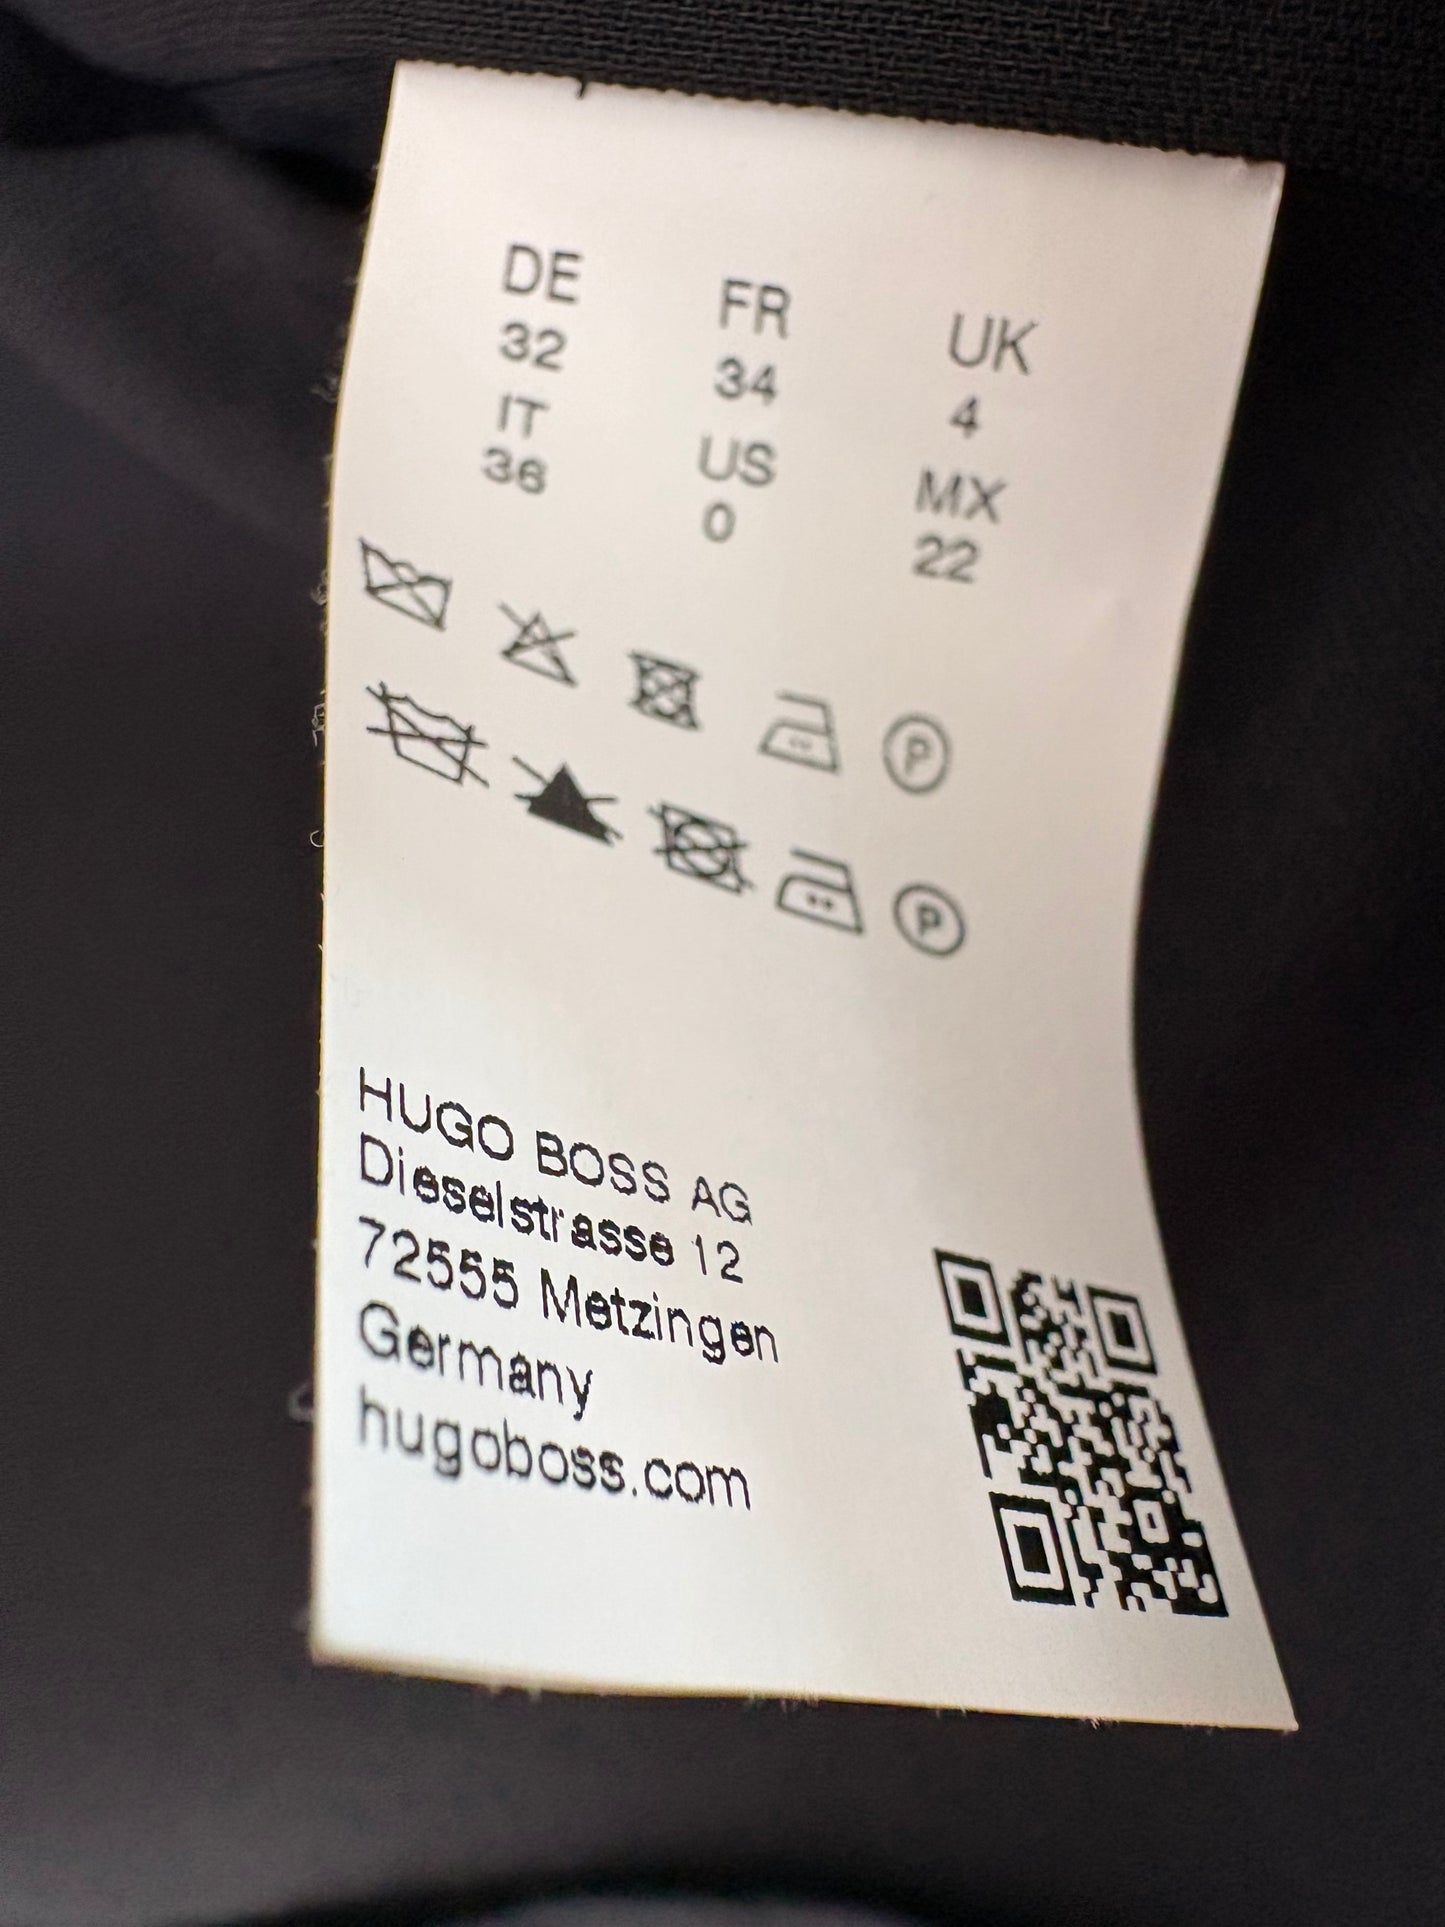 DE FR UK
32 34 4
IT US MX
36 0 22
P
P
HUGO BOSS AG
Dieselstrasse 12
72555 Metzingen
Germany
hugoboss.com